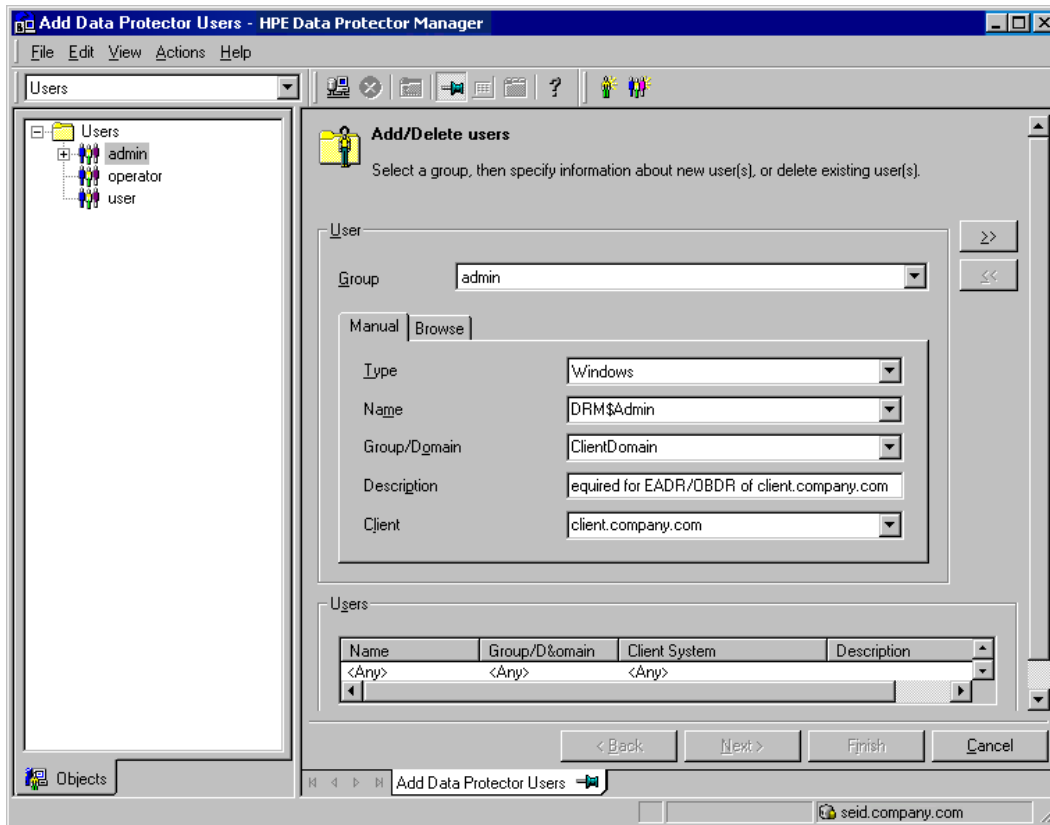 Add Data Protector Users - HPE Data Protector Manager
File Edit View Actions Help
Users
Users
admin
operator
user
Objects
Add/Delete users
Select a group, then specify information about new user(s), or delete existing user(s).
User
>>
<<
Group admin
Manual Browse
Type Windows
Name DRM$Admin
Group/Domain ClientDomain
Description equired for EADR/OBDR of client.company.com
Client client.company.com
Users
Name Group/D&omain Client System Description
<Any> <Any> <Any>
< Back Next > Finish Cancel
Add Data Protector Users
seid.company.com